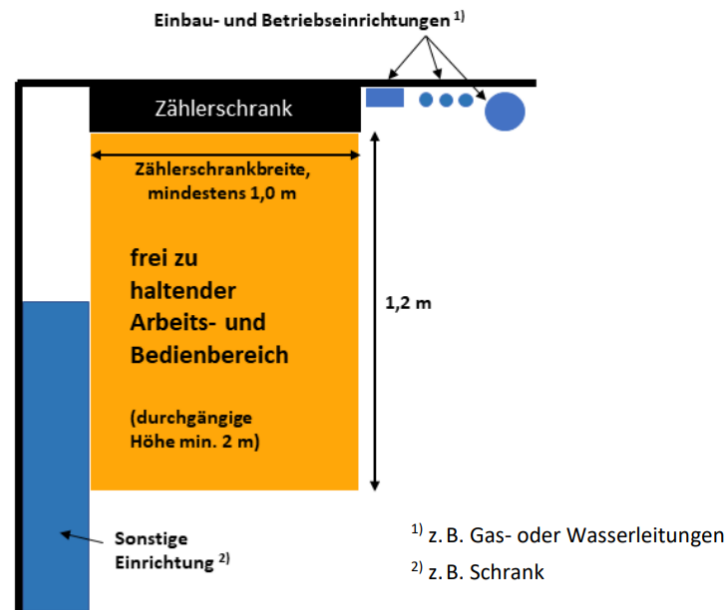 Einbau- und Betriebseinrichtungen 1)
Zählerschrank
Zählerschrankbreite,
mindestens 1,0 m
frei zu
haltender
Arbeits- und
Bedienbereich
1,2 m
(durchgängige
Höhe min. 2 m)
Sonstige
Einrichtung 2)
1) z.B. Gas- oder Wasserleitungen
2) z.B. Schrank